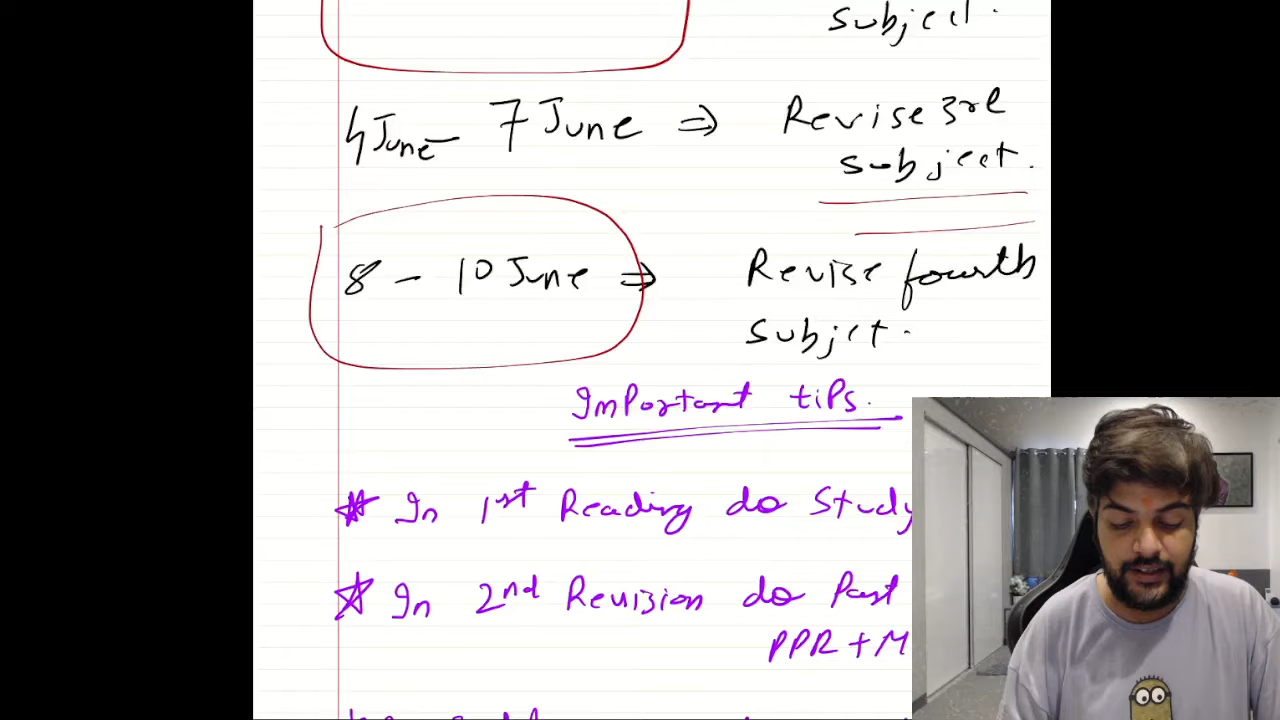 subject.
4 June - 7 June ⇒ Revise 3rd
subject.
8 - 10 June ⇒ Revise fourth
subject.
Important tips.
* In 1st Reading do Study
* In 2nd Revision do Past
PPR + M